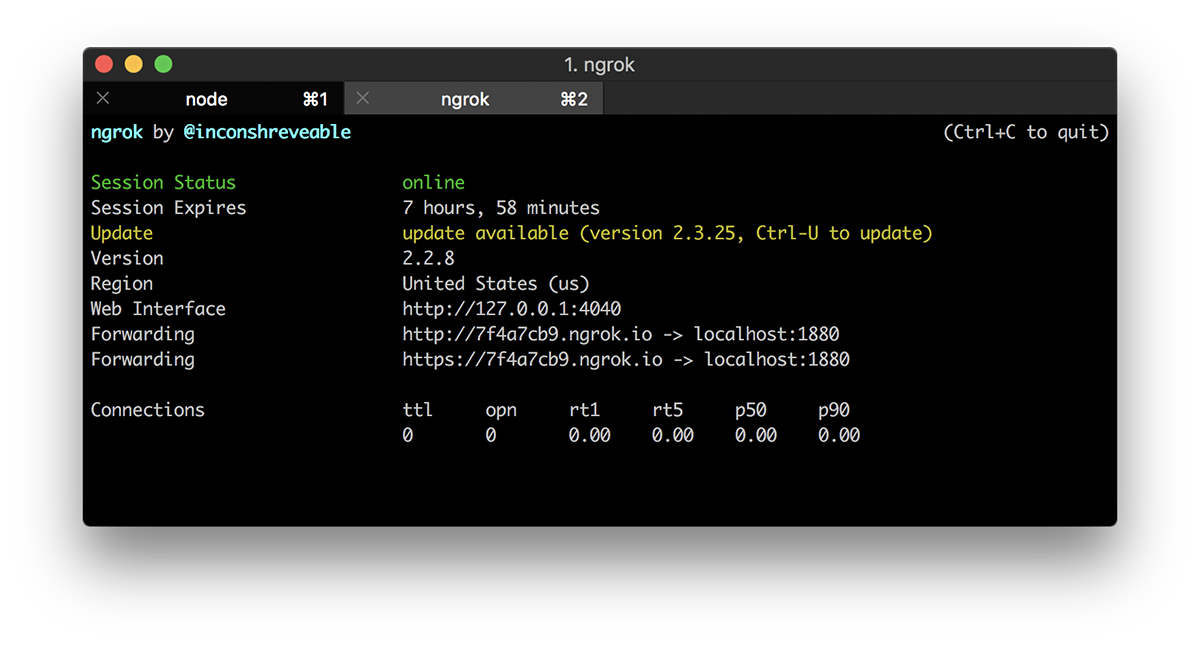 1. ngrok
node ⌘1 ngrok ⌘2
ngrok by @inconshreveable (Ctrl+C to quit)
Session Status online
Session Expires 7 hours, 58 minutes
Update update available (version 2.3.25, Ctrl-U to update)
Version 2.2.8
Region United States (us)
Web Interface http://127.0.0.1:4040
Forwarding http://7f4a7cb9.ngrok.io -> localhost:1880
Forwarding https://7f4a7cb9.ngrok.io -> localhost:1880
Connections ttl opn rt1 rt5 p50 p90
0 0 0.00 0.00 0.00 0.00